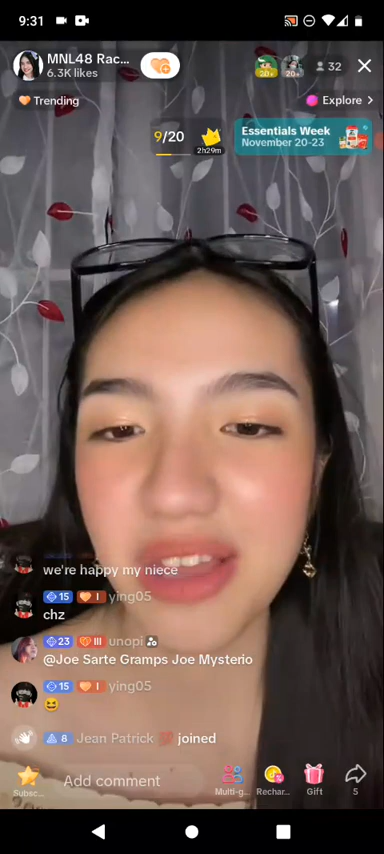 9:31
MNL48 Rac...
6.3K likes
20+
20+
32
Trending
Explore >
9/20
2h29m
Essentials Week
November 20-23
we're happy my niece
15 I ying05
chz
23 III unopi
@Joe Sarte Gramps Joe Mysterio
15 I ying05
😆
8 Jean Patrick 💯 joined
Add comment
Subsc...
Multi-g...
Rechar...
Gift
5